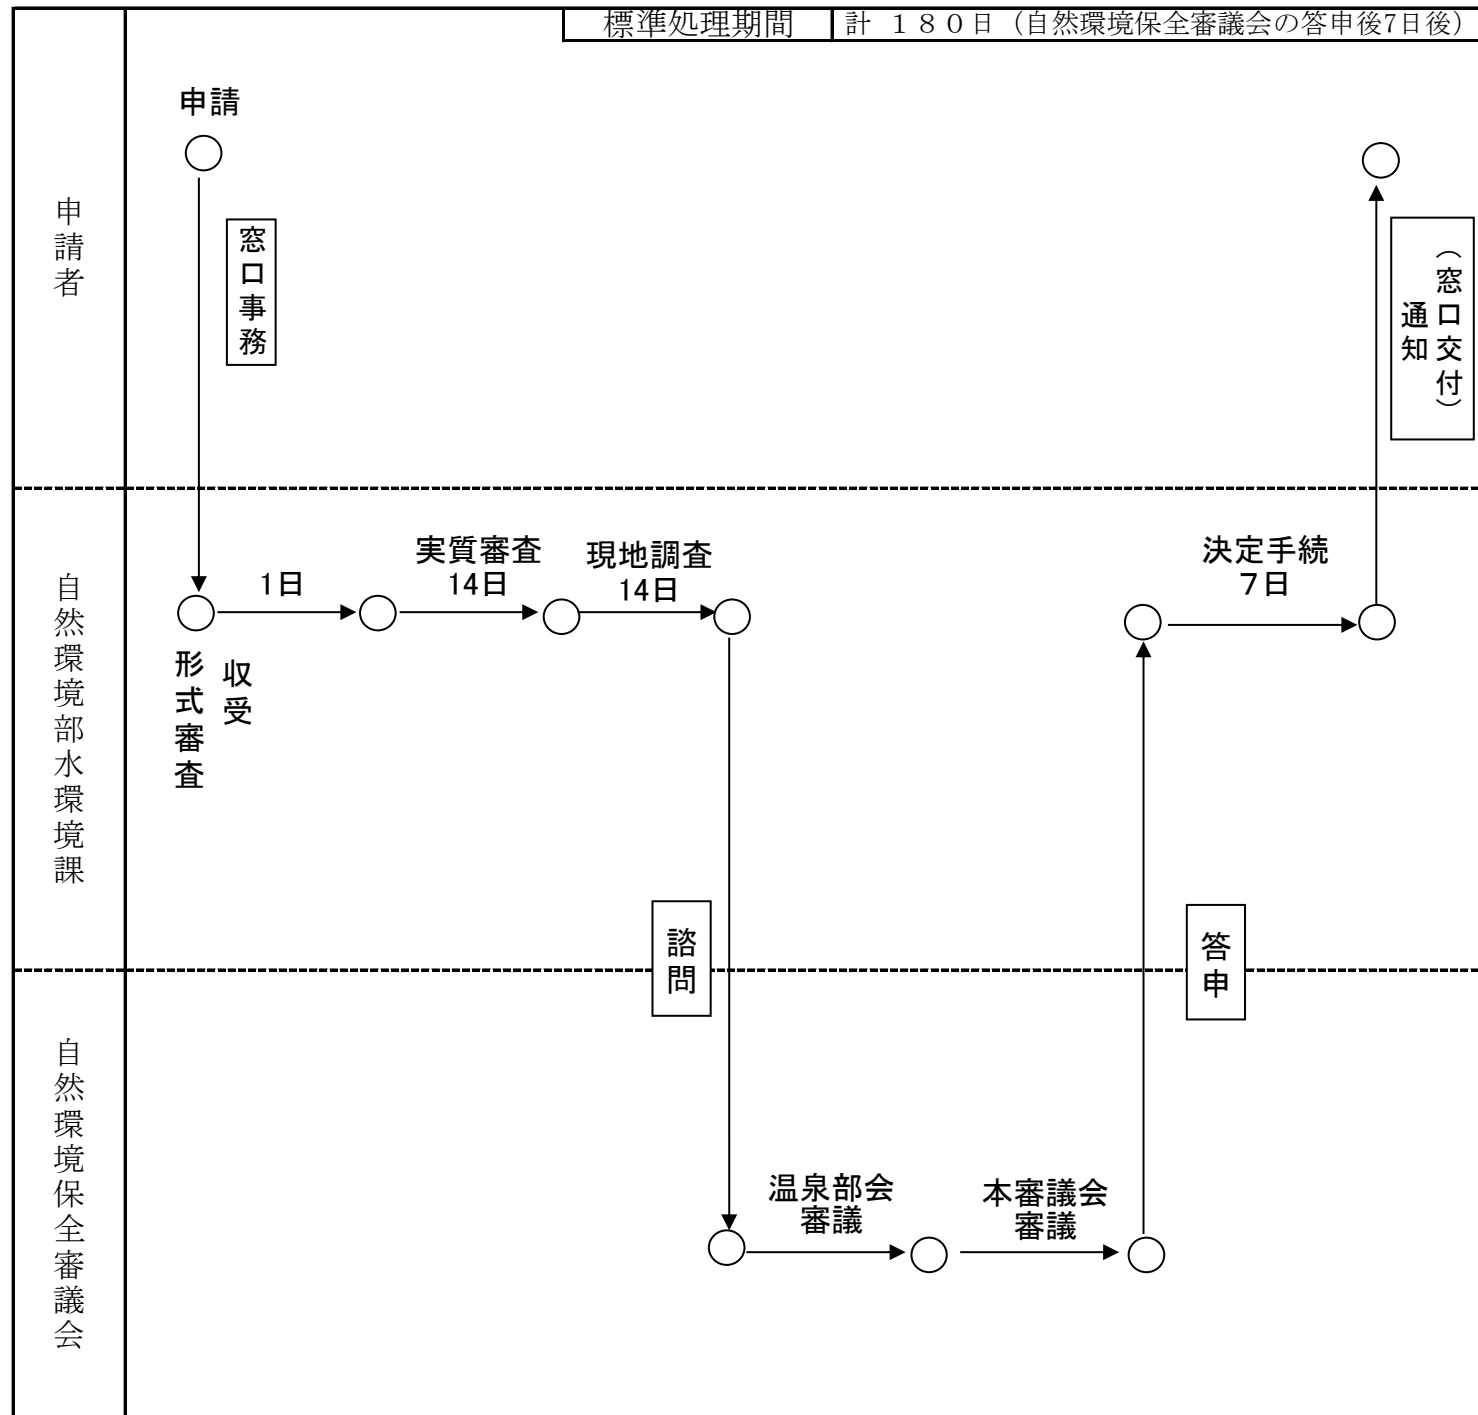 標準処理期間
計 １８０日（自然環境保全審議会の答申後7日後）
申請者
申請
窓口事務
（窓口交付）
通知
自然環境部水環境課
1日
実質審査
14日
現地調査
14日
決定手続
7日
収受
形式審査
諮問
答申
自然環境保全審議会
温泉部会
審議
本審議会
審議